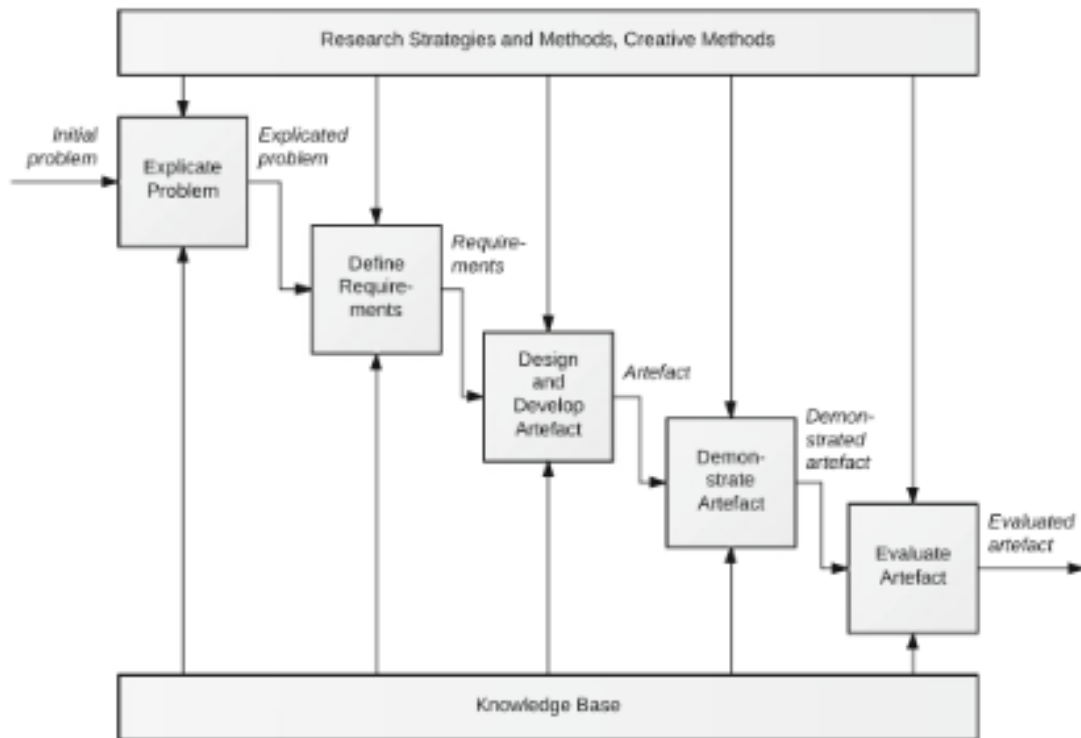 Research Strategies and Methods, Creative Methods
Initial
problem
Explicate
Problem
Explicated
problem
Define
Require-
ments
Require-
ments
Design
and
Develop
Artefact
Artefact
Demon-
strate
Artefact
Demon-
strated
artefact
Evaluate
Artefact
Evaluated
artefact
Knowledge Base